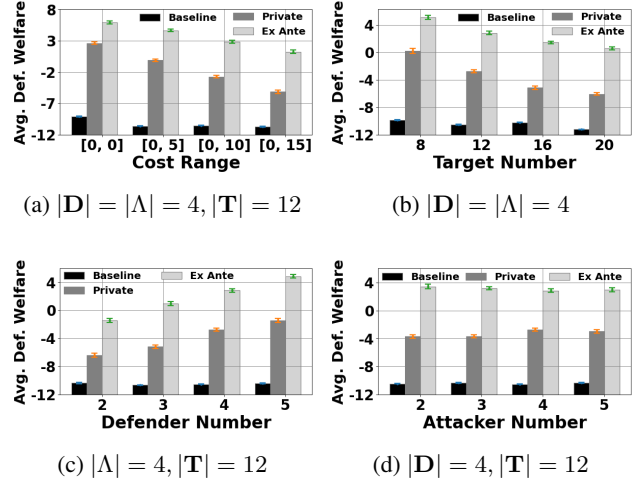 Avg. Def. Welfare
8
3
-2
-7
-12
Baseline
Private
Ex Ante
[0, 0] [0, 5] [0, 10] [0, 15]
Cost Range
(a) |D| = |Λ| = 4, |T| = 12
Avg. Def. Welfare
4
0
-4
-8
-12
Baseline
Private
Ex Ante
8 12 16 20
Target Number
(b) |D| = |Λ| = 4
Avg. Def. Welfare
4
0
-4
-8
-12
Baseline
Ex Ante
Private
2 3 4 5
Defender Number
(c) |Λ| = 4, |T| = 12
Avg. Def. Welfare
4
0
-4
-8
-12
Baseline
Private
Ex Ante
2 3 4 5
Attacker Number
(d) |D| = 4, |T| = 12